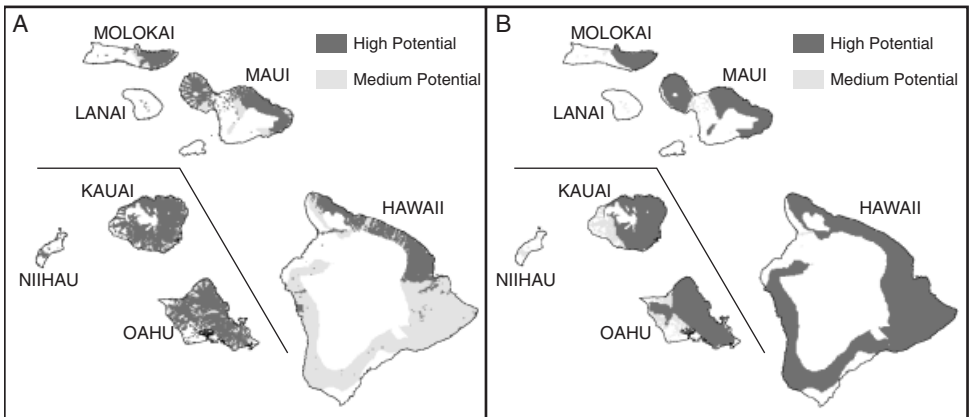 A
MOLOKAI
High Potential
MAUI
Medium Potential
LANAI
KAUAI
HAWAII
NIIHAU
OAHU
B
MOLOKAI
High Potential
MAUI
Medium Potential
LANAI
KAUAI
HAWAII
NIIHAU
OAHU